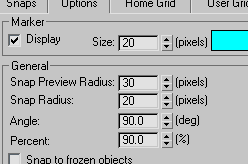 Snaps Options Home Grid User Grid
Marker
Display Size: 20 (pixels)
General
Snap Preview Radius: 30 (pixels)
Snap Radius: 20 (pixels)
Angle: 90.0 (deg)
Percent: 90.0 (%)
Snap to frozen objects